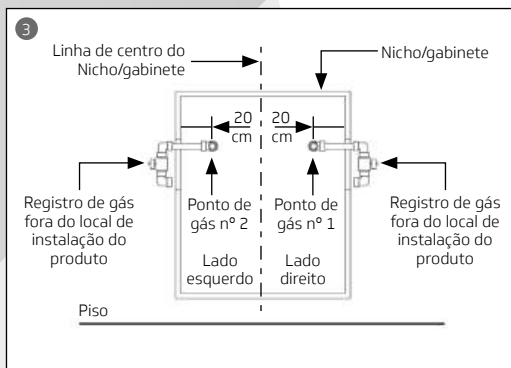 3
Linha de centro do
Nicho/gabinete
Nicho/gabinete
20
cm
20
cm
Registro de gás
fora do local de
instalação do
produto
Ponto de
gás nº 2
Ponto de
gás nº 1
Registro de gás
fora do local de
instalação do
produto
Lado
esquerdo
Lado
direito
Piso